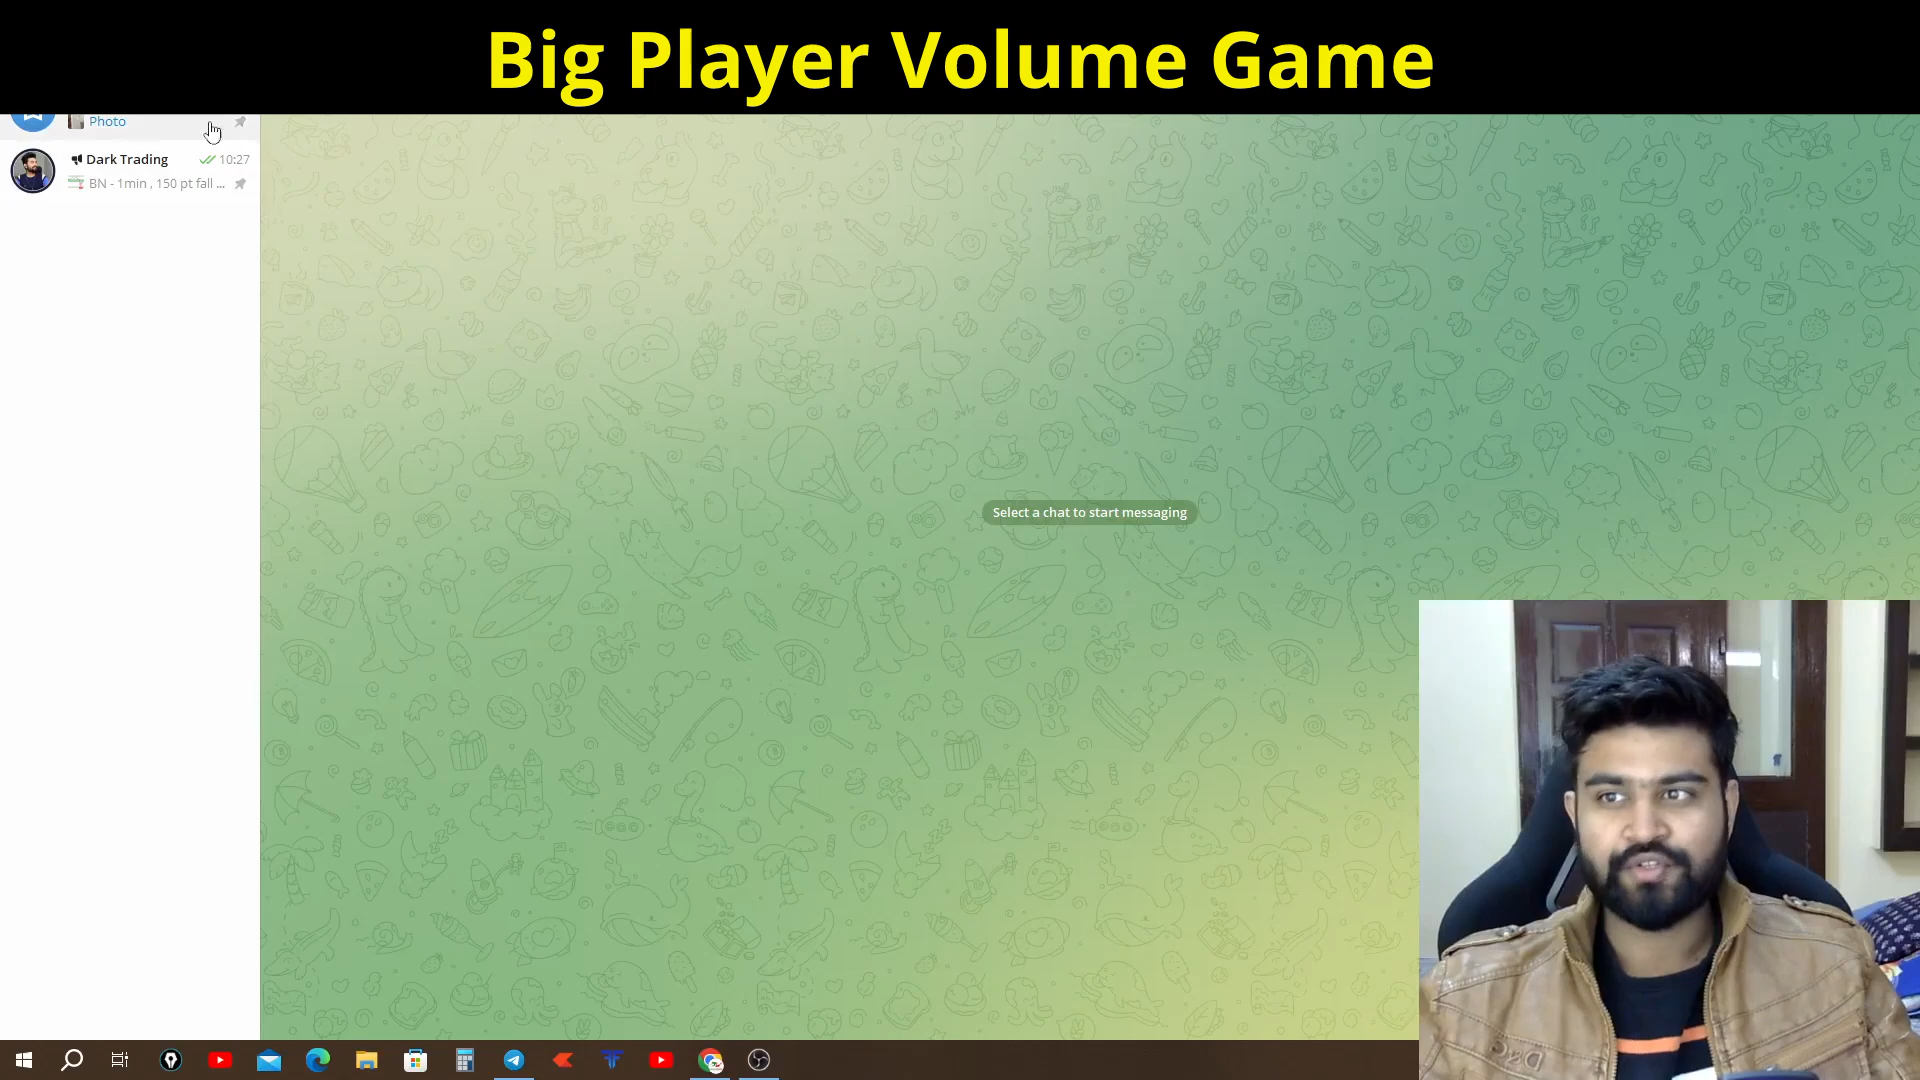 Big Player Volume Game
Photo
Dark Trading 10:27
BN - 1min , 150 pt fall ...
Select a chat to start messaging